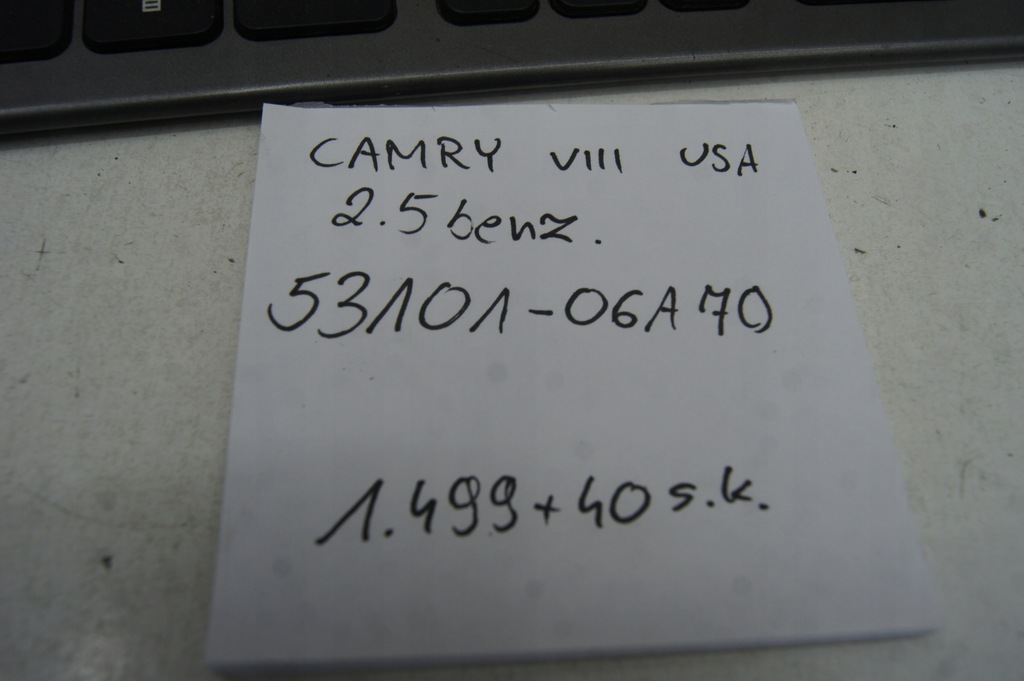 CAMRY VIII USA
2.5 benz.
53101-06A70
1.499+40 s.k.